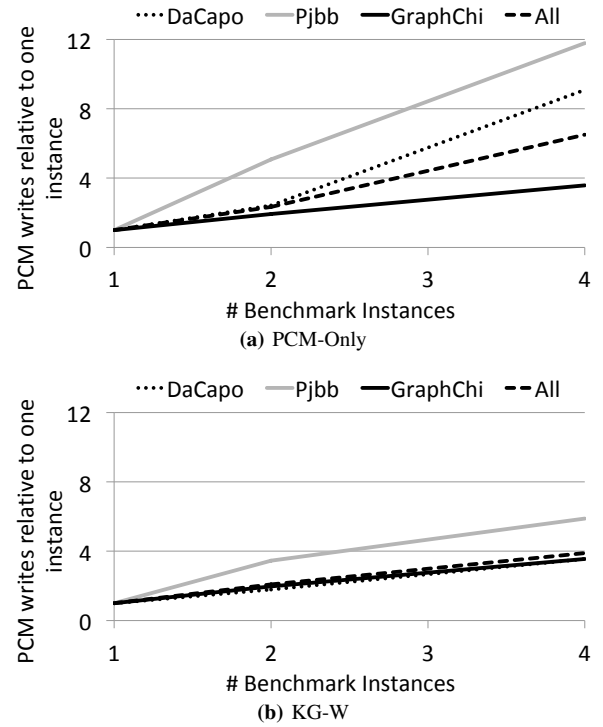 DaCapo Pjbb GraphChi All
PCM writes relative to one
instance
12
8
4
0
1 2 3 4
# Benchmark Instances
(a) PCM-Only
DaCapo Pjbb GraphChi All
PCM writes relative to one
instance
12
8
4
0
1 2 3 4
# Benchmark Instances
(b) KG-W